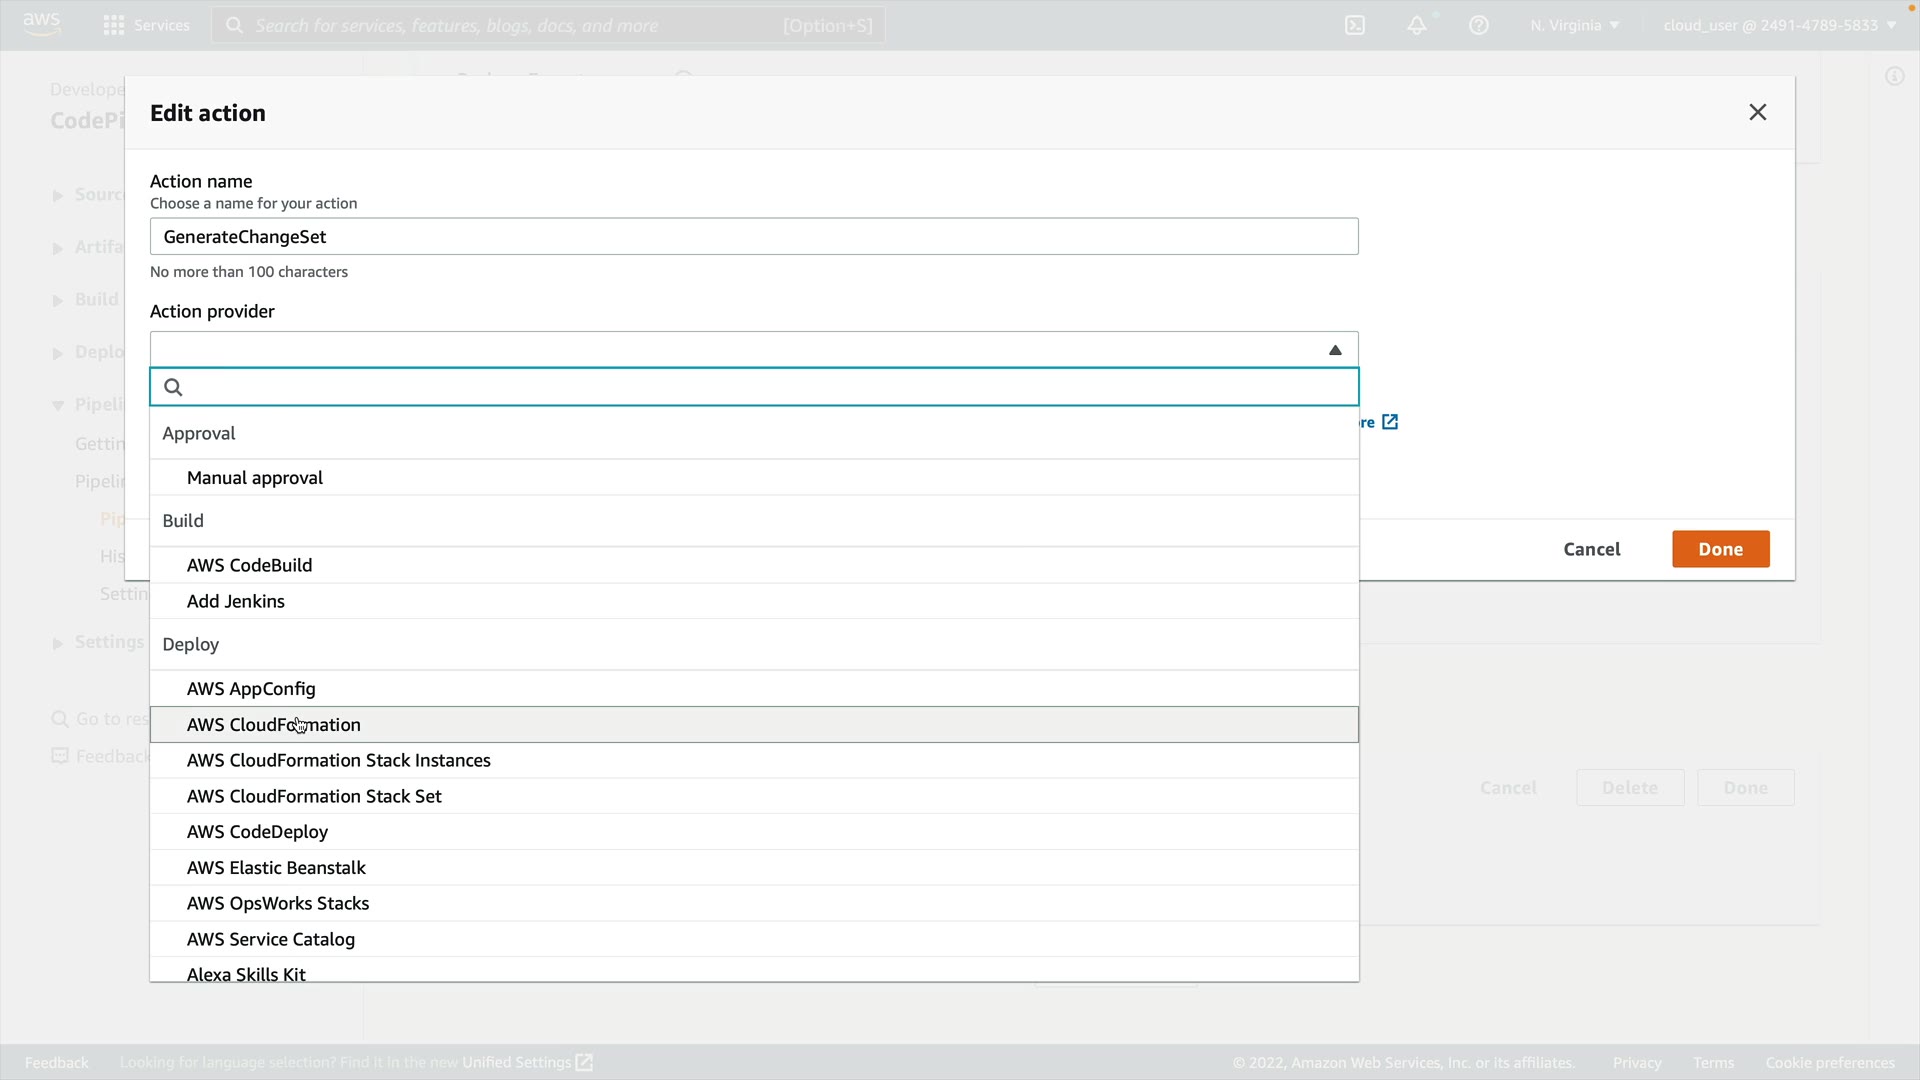 aws
Services
Search for services, features, blogs, docs, and more
[Option+S]
N. Virginia
cloud_user @ 2491-4789-5833
Develope
CodePi
Edit action
Action name
Choose a name for your action
GenerateChangeSet
No more than 100 characters
Action provider
re
Approval
Manual approval
Build
AWS CodeBuild
Add Jenkins
Deploy
AWS AppConfig
AWS CloudFormation
AWS CloudFormation Stack Instances
AWS CloudFormation Stack Set
AWS CodeDeploy
AWS Elastic Beanstalk
AWS OpsWorks Stacks
AWS Service Catalog
Alexa Skills Kit
Cancel
Done
Sourc
Artifa
Build
Deplo
Pipeli
Gettin
Pipelin
Pip
His
Settin
Settings
Go to res
Feedback
Cancel
Delete
Done
Feedback
Looking for language selection? Find it in the new Unified Settings
© 2022, Amazon Web Services, Inc. or its affiliates.
Privacy
Terms
Cookie preferences